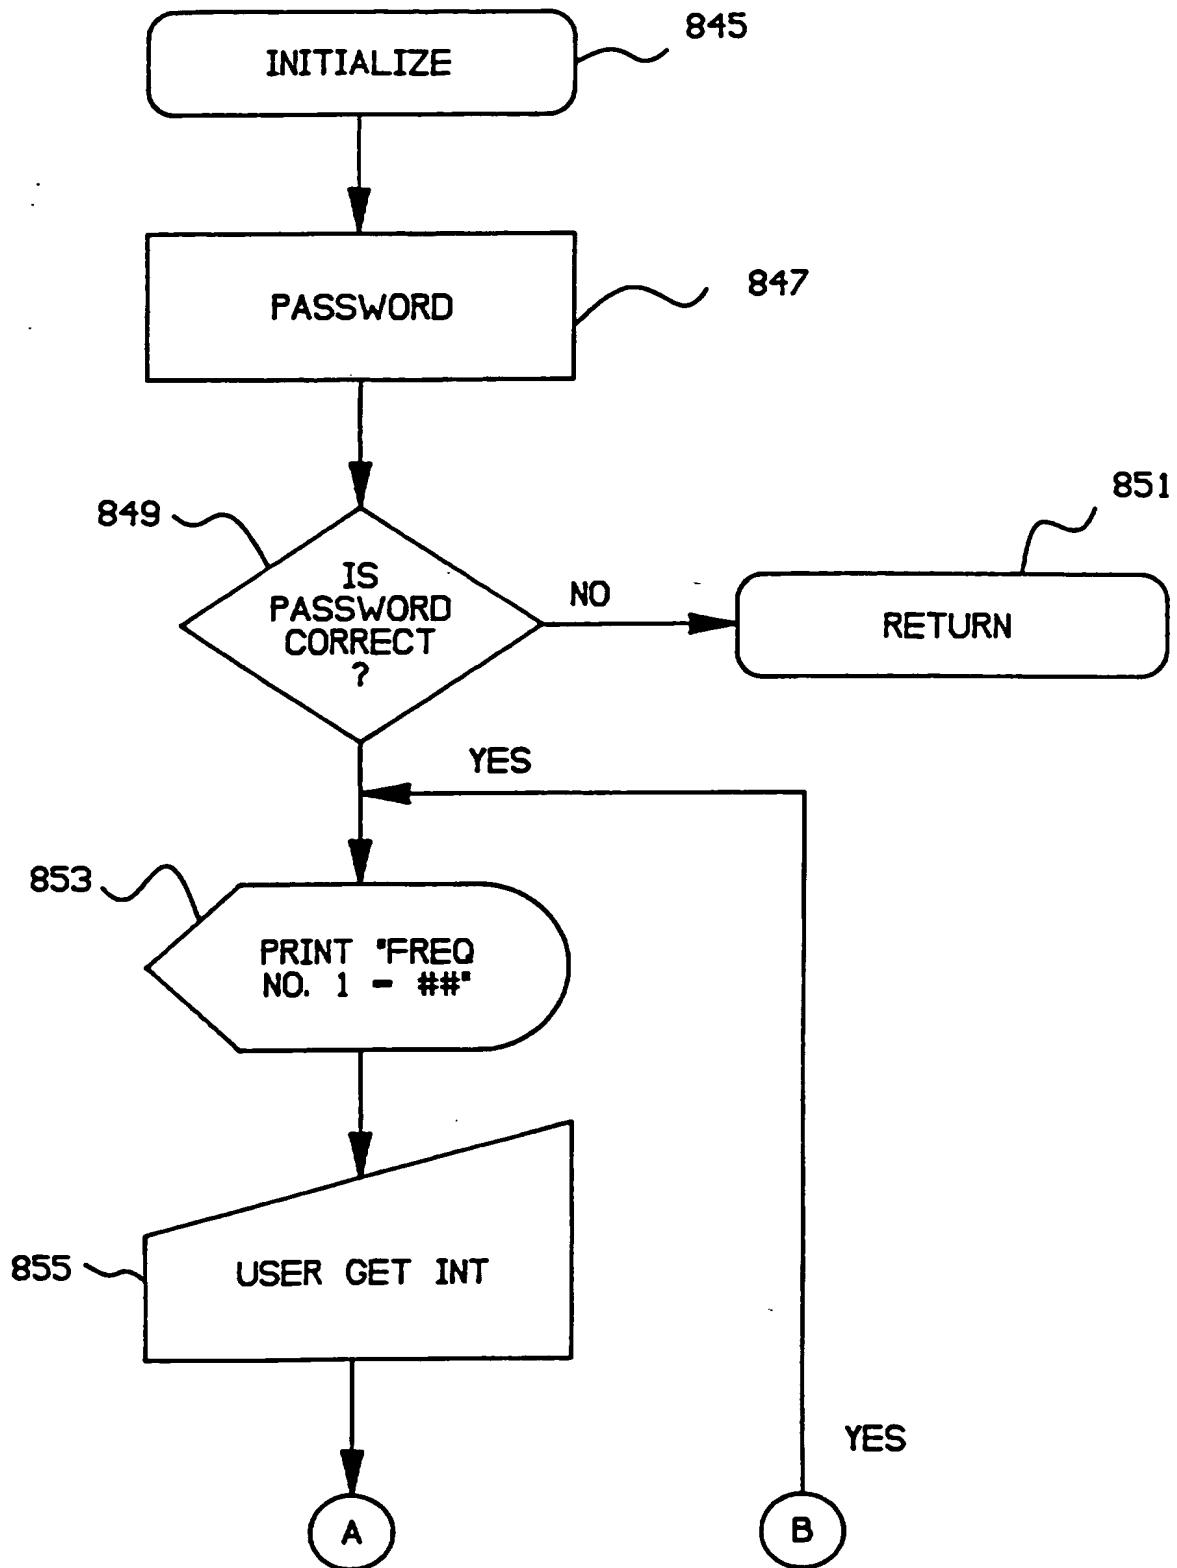 INITIALIZE
845
PASSWORD
847
849
IS
PASSWORD
CORRECT
?
NO
851
RETURN
YES
853
PRINT "FREQ
NO. 1 - ##"
855
USER GET INT
YES
A
B